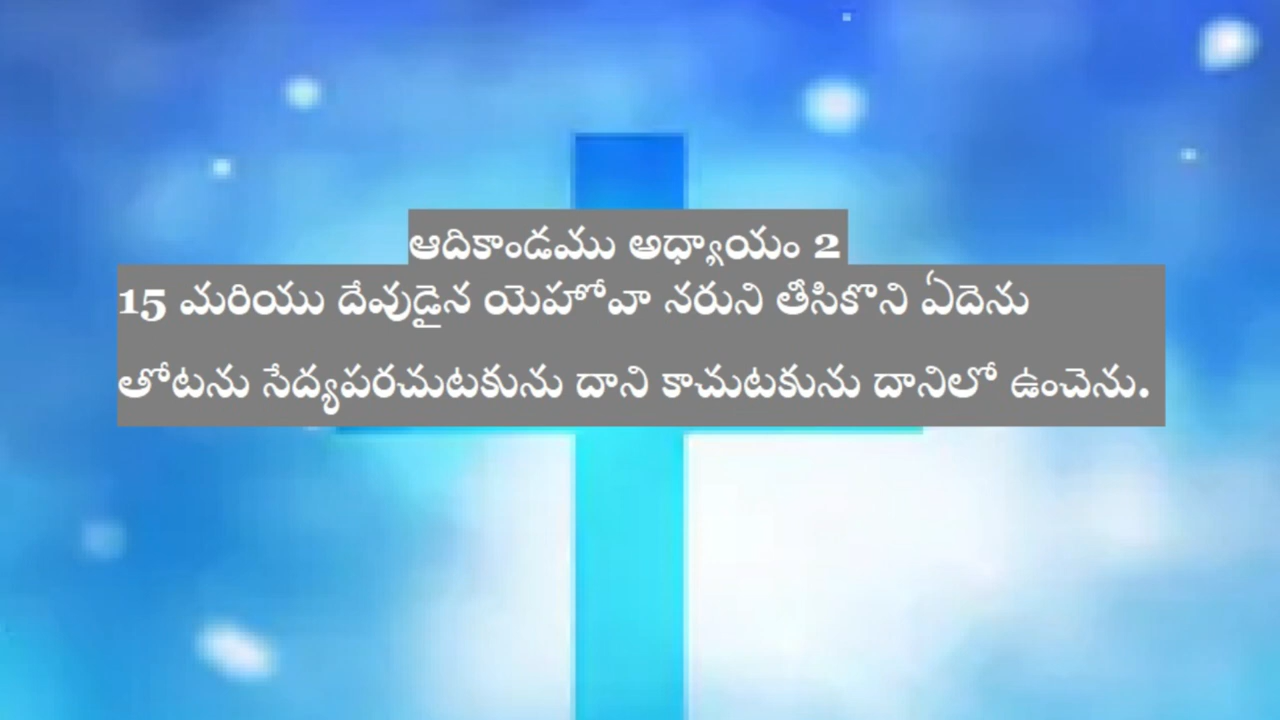 ఆదికాండము అధ్యాయం 2
15 మరియు దేవుడైన యెహోవా నరుని తీసికొని ఏదెను
తోటను సేద్యపరచుటకును దాని కాచుటకును దానిలో ఉంచెను.